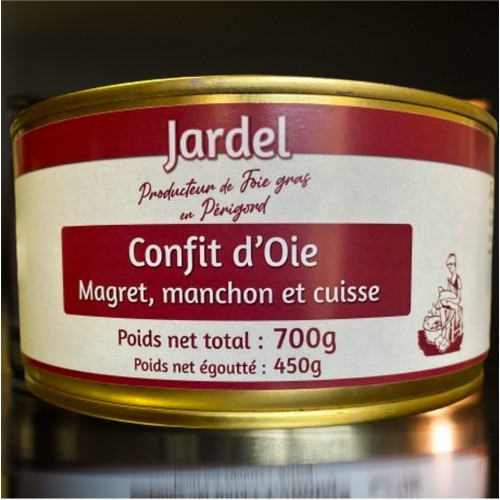 Jardel
Producteur de Foie gras
en Périgord
Confit d'Oie
Magret, manchon et cuisse
Poids net total : 700g
Poids net égoutté : 450g